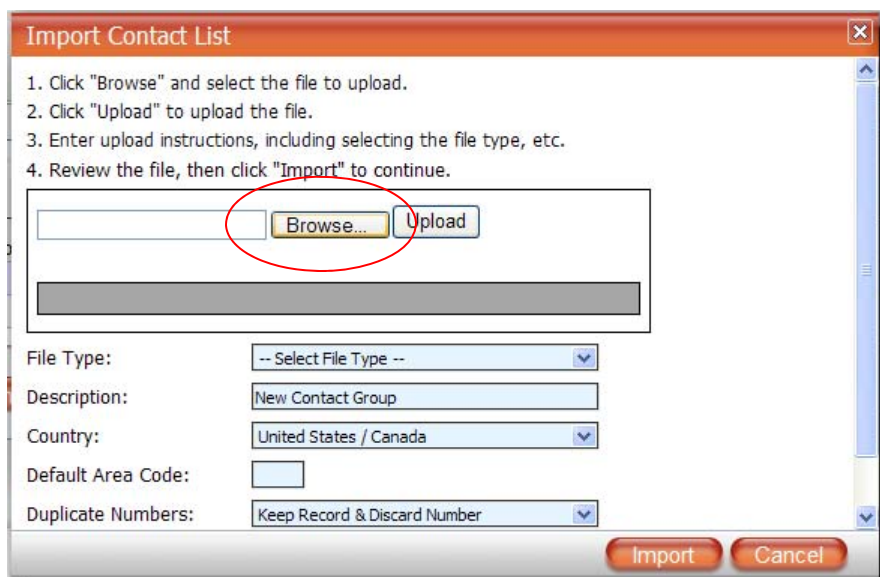 Import Contact List
1. Click "Browse" and select the file to upload.
2. Click "Upload" to upload the file.
3. Enter upload instructions, including selecting the file type, etc.
4. Review the file, then click "Import" to continue.
Browse... Upload
File Type: -- Select File Type --
Description: New Contact Group
Country: United States / Canada
Default Area Code:
Duplicate Numbers: Keep Record & Discard Number
Import Cancel